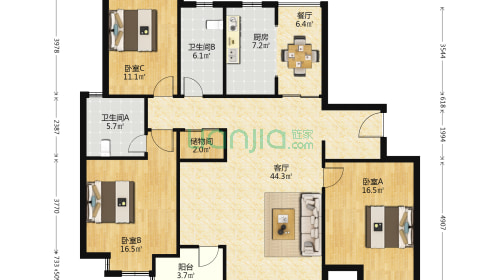 卧室C
11.1㎡
卫生间B
6.1㎡
厨房
7.2㎡
餐厅
6.4㎡
卫生间A
5.7㎡
储物间
2.0㎡
Lianjia 链家
客厅
44.3㎡
卧室A
16.5㎡
卧室B
16.5㎡
阳台
3.7㎡
3978
2387
3770
733
3544
618
1994
4907